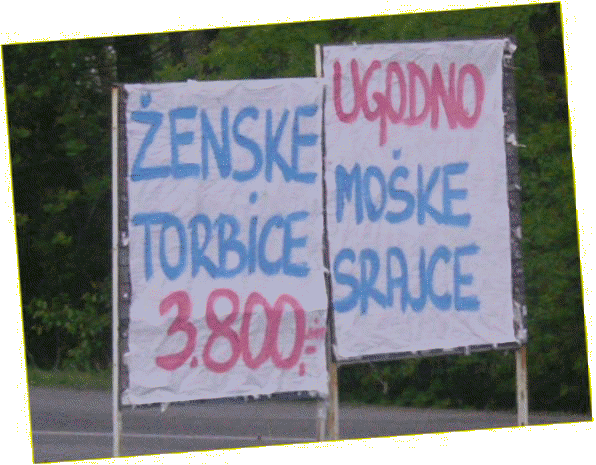 ŽENSKE
TORBICE
3.800,-
UGODNO
MOŠKE
SRAJCE